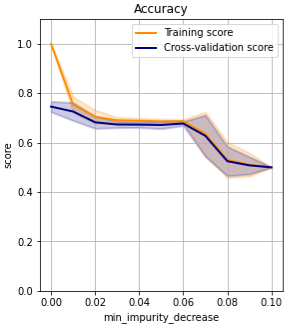 Accuracy
Training score
Cross-validation score
1.0
0.8
0.6
0.4
0.2
0.0
score
0.00 0.02 0.04 0.06 0.08 0.10
min_impurity_decrease